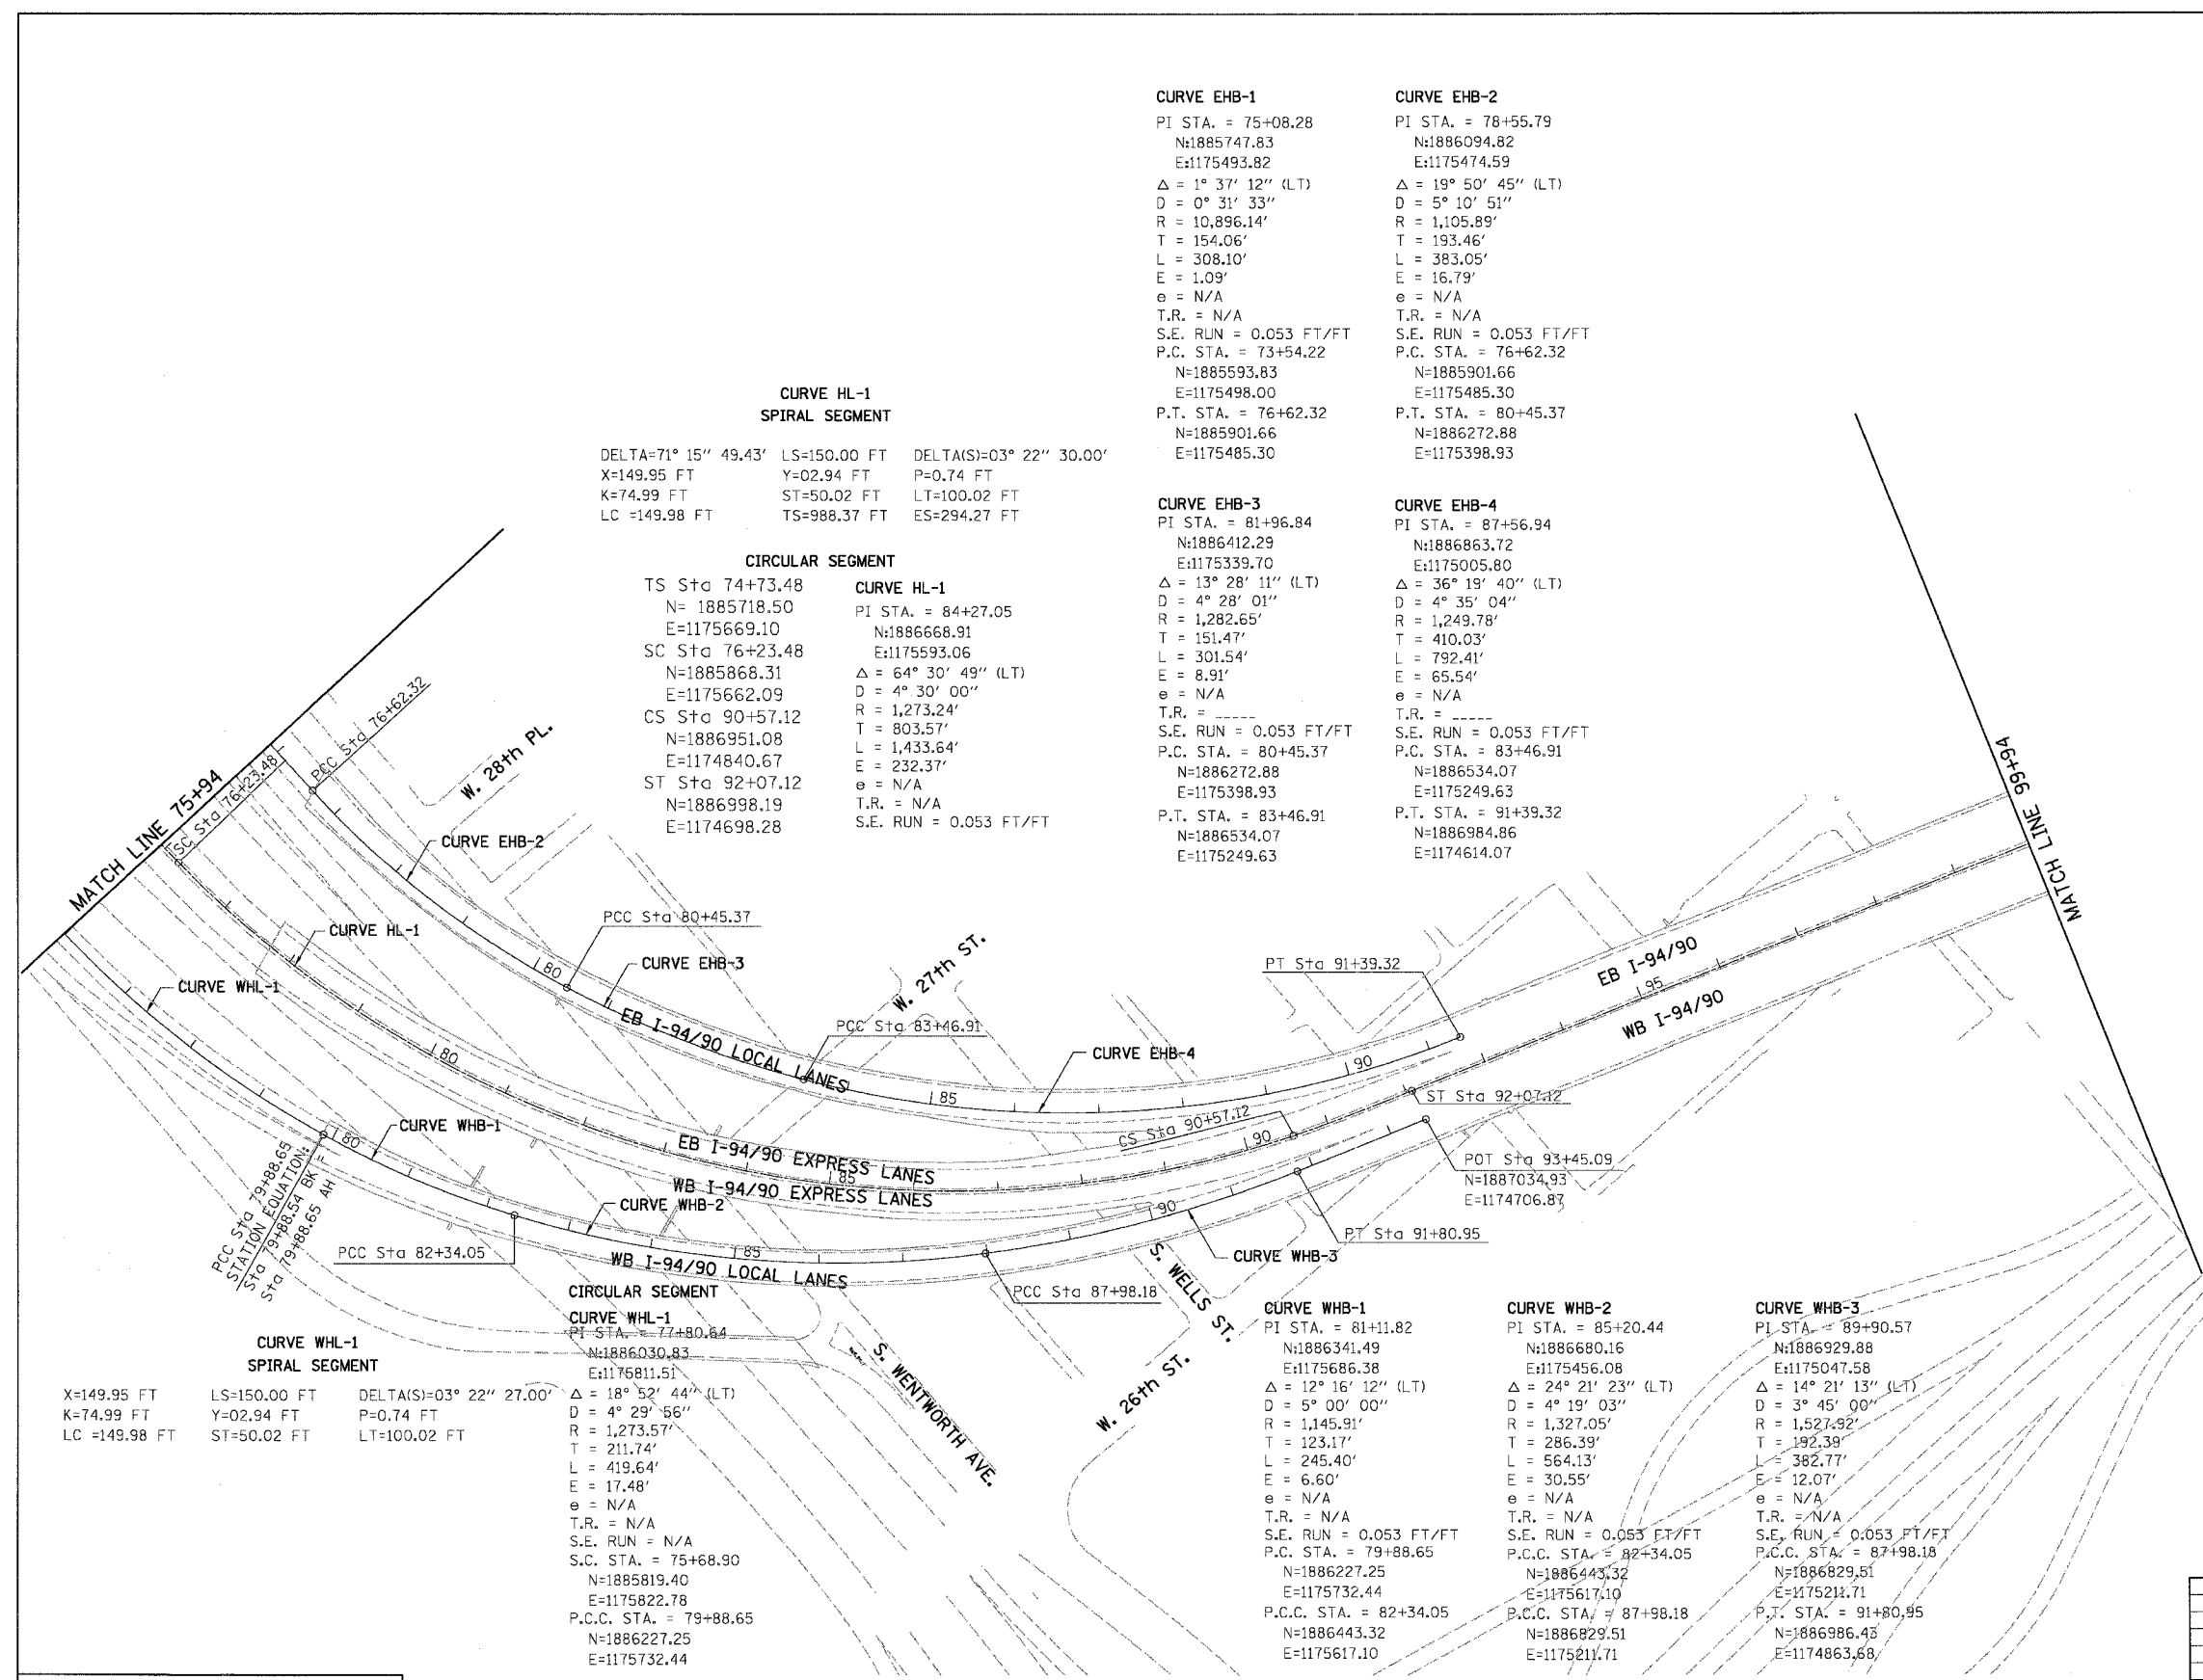 CURVE EHB-1
PI STA. = 75+08.28
N:1885747.83
E:1175493.82
Δ = 1° 37' 12'' (LT)
D = 0° 31' 33''
R = 10,896.14'
T = 154.06'
L = 308.10'
E = 1.09'
e = N/A
T.R. = N/A
S.E. RUN = 0.053 FT/FT
P.C. STA. = 73+54.22
N=1885593.83
E=1175498.00
P.T. STA. = 76+62.32
N=1885901.66
E=1175485.30
CURVE EHB-2
PI STA. = 78+55.79
N:1886094.82
E:1175474.59
Δ = 19° 50' 45'' (LT)
D = 5° 10' 51''
R = 1,105.89'
T = 193.46'
L = 383.05'
E = 16.79'
e = N/A
T.R. = N/A
S.E. RUN = 0.053 FT/FT
P.C. STA. = 76+62.32
N=1885901.66
E=1175485.30
P.T. STA. = 80+45.37
N=1886272.88
E=1175398.93
CURVE HL-1
SPIRAL SEGMENT
DELTA=71° 15'' 49.43' LS=150.00 FT DELTA(S)=03° 22'' 30.00'
X=149.95 FT Y=02.94 FT P=0.74 FT
K=74.99 FT ST=50.02 FT LT=100.02 FT
LC =149.98 FT TS=988.37 FT ES=294.27 FT
CIRCULAR SEGMENT
TS Sta 74+73.48
N= 1885718.50
E=1175669.10
SC Sta 76+23.48
N=1885868.31
E=1175662.09
CS Sta 90+57.12
N=1886951.08
E=1174840.67
ST Sta 92+07.12
N=1886998.19
E=1174698.28
CURVE HL-1
PI STA. = 84+27.05
N:1886668.91
E:1175593.06
Δ = 64° 30' 49'' (LT)
D = 4° 30' 00''
R = 1,273.24'
T = 803.57'
L = 1,433.64'
E = 232.37'
e = N/A
T.R. = N/A
S.E. RUN = 0.053 FT/FT
CURVE EHB-3
PI STA. = 81+96.84
N:1886412.29
E:1175339.70
Δ = 13° 28' 11'' (LT)
D = 4° 28' 01''
R = 1,282.65'
T = 151.47'
L = 301.54'
E = 8.91'
e = N/A
T.R. = _____
S.E. RUN = 0.053 FT/FT
P.C. STA. = 80+45.37
N=1886272.88
E=1175398.93
P.T. STA. = 83+46.91
N=1886534.07
E=1175249.63
CURVE EHB-4
PI STA. = 87+56.94
N:1886863.72
E:1175005.80
Δ = 36° 19' 40'' (LT)
D = 4° 35' 04''
R = 1,249.78'
T = 410.03'
L = 792.41'
E = 65.54'
e = N/A
T.R. = _____
S.E. RUN = 0.053 FT/FT
P.C. STA. = 83+46.91
N=1886534.07
E=1175249.63
P.T. STA. = 91+39.32
N=1886984.86
E=1174614.07
MATCH LINE 75+94
SC Sta 76+23.48
PCC Sta 76+62.32
W. 28th PL.
CURVE EHB-2
CURVE HL-1
CURVE WHL-1
PCC Sta 80+45.37
80
CURVE EHB-3
EB I-94/90 LOCAL LANES
W. 27th ST.
PCC Sta 83+46.91
85
CURVE EHB-4
90
PT Sta 91+39.32
EB I-94/90
95
WB I-94/90
MATCH LINE 99+94
80
EB I-94/90 EXPRESS LANES
85
WB I-94/90 EXPRESS LANES
CS Sta 90+57.12
90
ST Sta 92+07.12
POT Sta 93+45.09
N=1887034.93
E=1174706.87
PCC Sta 79+88.65
STATION EQUATION:
Sta 79+88.54 BK =
Sta 79+88.65 AH
80
CURVE WHB-1
PCC Sta 82+34.05
CURVE WHB-2
85
WB I-94/90 LOCAL LANES
90
PT Sta 91+80.95
CURVE WHB-3
PCC Sta 87+98.18
S. WELLS ST.
W. 26th ST.
S. WENTWORTH AVE.
CURVE WHL-1
SPIRAL SEGMENT
X=149.95 FT LS=150.00 FT DELTA(S)=03° 22'' 27.00'
K=74.99 FT Y=02.94 FT P=0.74 FT
LC =149.98 FT ST=50.02 FT LT=100.02 FT
CIRCULAR SEGMENT
CURVE WHL-1
PI STA. = 77+80.64
N:1886030.83
E:1175811.51
Δ = 18° 52' 44'' (LT)
D = 4° 29' 56''
R = 1,273.57'
T = 211.74'
L = 419.64'
E = 17.48'
e = N/A
T.R. = N/A
S.E. RUN = N/A
S.C. STA. = 75+68.90
N=1885819.40
E=1175822.78
P.C.C. STA. = 79+88.65
N=1886227.25
E=1175732.44
CURVE WHB-1
PI STA. = 81+11.82
N:1886341.49
E:1175686.38
Δ = 12° 16' 12'' (LT)
D = 5° 00' 00''
R = 1,145.91'
T = 123.17'
L = 245.40'
E = 6.60'
e = N/A
T.R. = N/A
S.E. RUN = 0.053 FT/FT
P.C. STA. = 79+88.65
N=1886227.25
E=1175732.44
P.C.C. STA. = 82+34.05
N=1886443.32
E=1175617.10
CURVE WHB-2
PI STA. = 85+20.44
N:1886680.16
E:1175456.08
Δ = 24° 21' 23'' (LT)
D = 4° 19' 03''
R = 1,327.05'
T = 286.39'
L = 564.13'
E = 30.55'
e = N/A
T.R. = N/A
S.E. RUN = 0.053 FT/FT
P.C.C. STA. = 82+34.05
N=1886443.32
E=1175617.10
P.C.C. STA. = 87+98.18
N=1886829.51
E=1175211.71
CURVE WHB-3
PI STA. = 89+90.57
N:1886929.88
E:1175047.58
Δ = 14° 21' 13'' (LT)
D = 3° 45' 00''
R = 1,527.92'
T = 192.39'
L = 382.77'
E = 12.07'
e = N/A
T.R. = N/A
S.E. RUN = 0.053 FT/FT
P.C.C. STA. = 87+98.18
N=1886829.51
E=1175211.71
P.T. STA. = 91+80.95
N=1886986.43
E=1174863.68